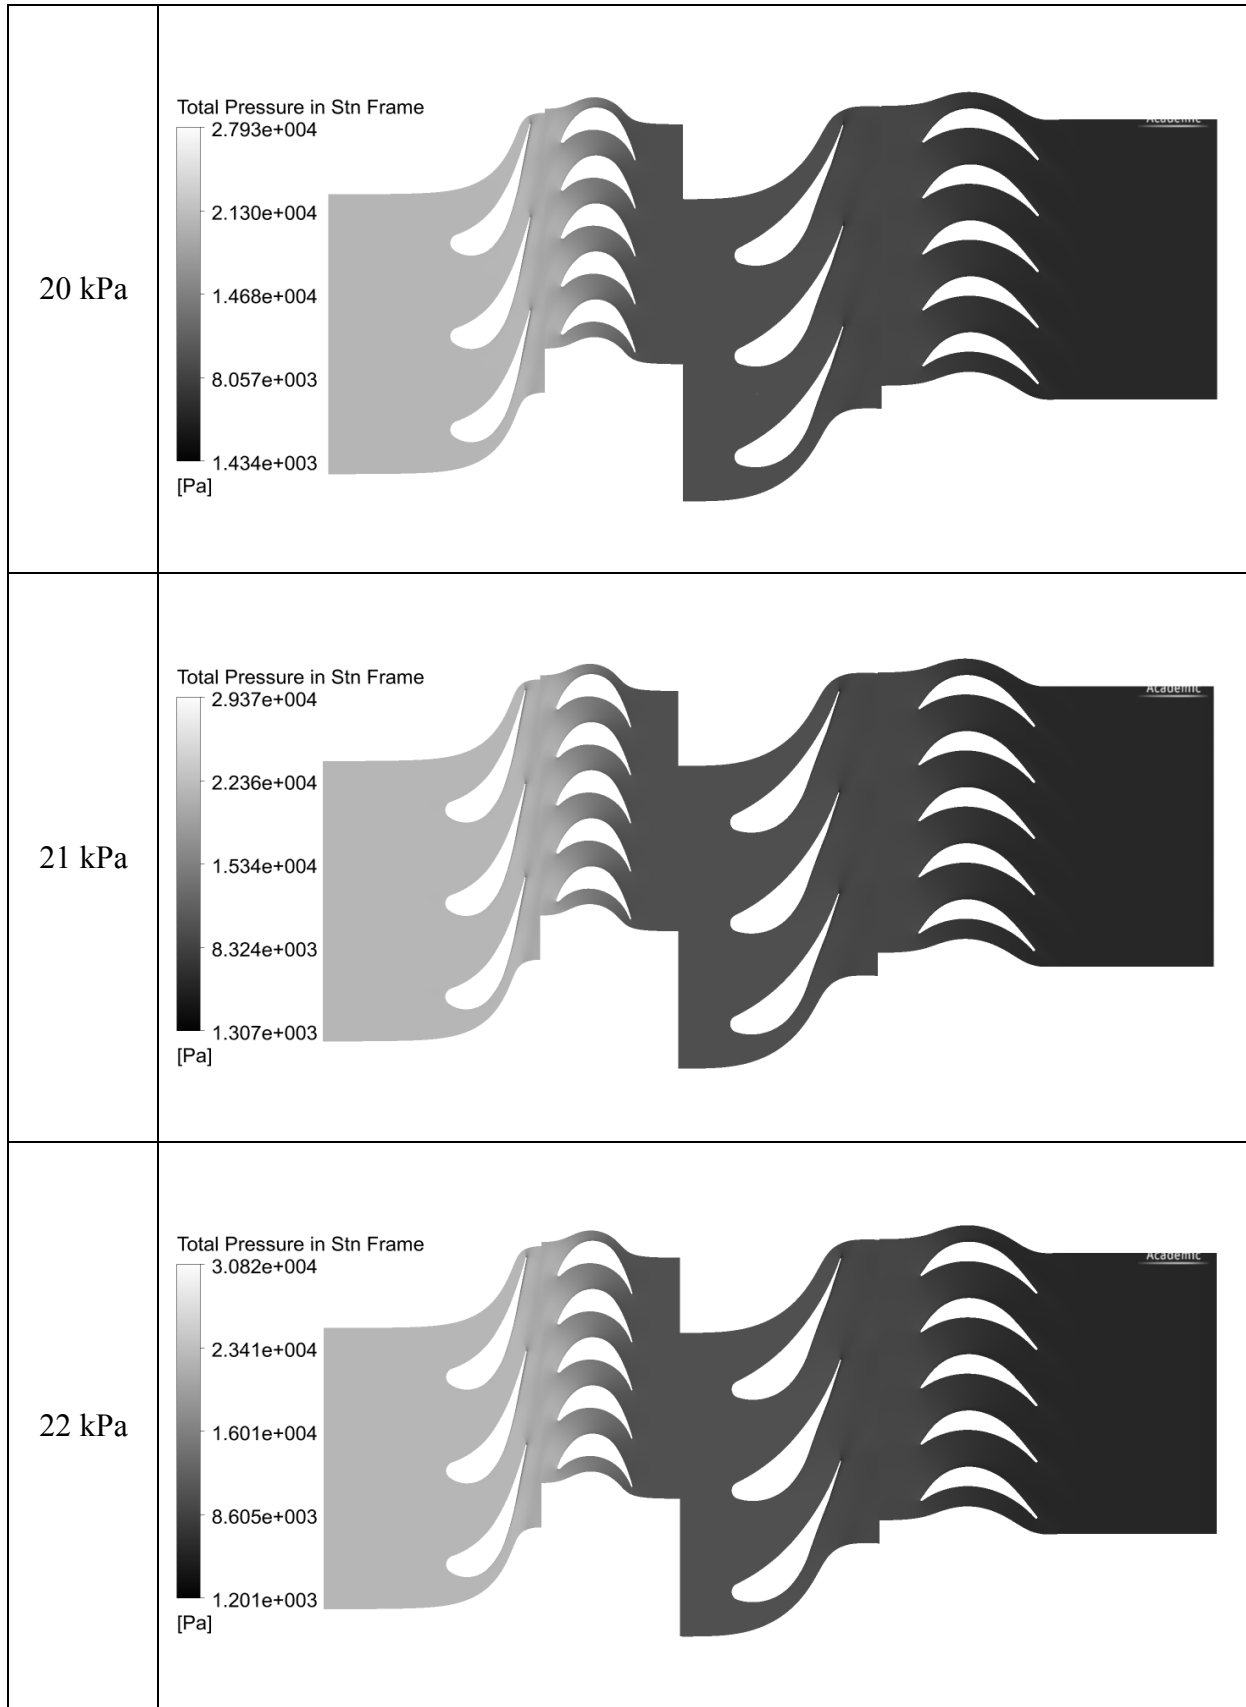 20 kPa
Total Pressure in Stn Frame
2.793e+004
2.130e+004
1.468e+004
8.057e+003
1.434e+003
[Pa]
Academic
21 kPa
Total Pressure in Stn Frame
2.937e+004
2.236e+004
1.534e+004
8.324e+003
1.307e+003
[Pa]
Academic
22 kPa
Total Pressure in Stn Frame
3.082e+004
2.341e+004
1.601e+004
8.605e+003
1.201e+003
[Pa]
Academic